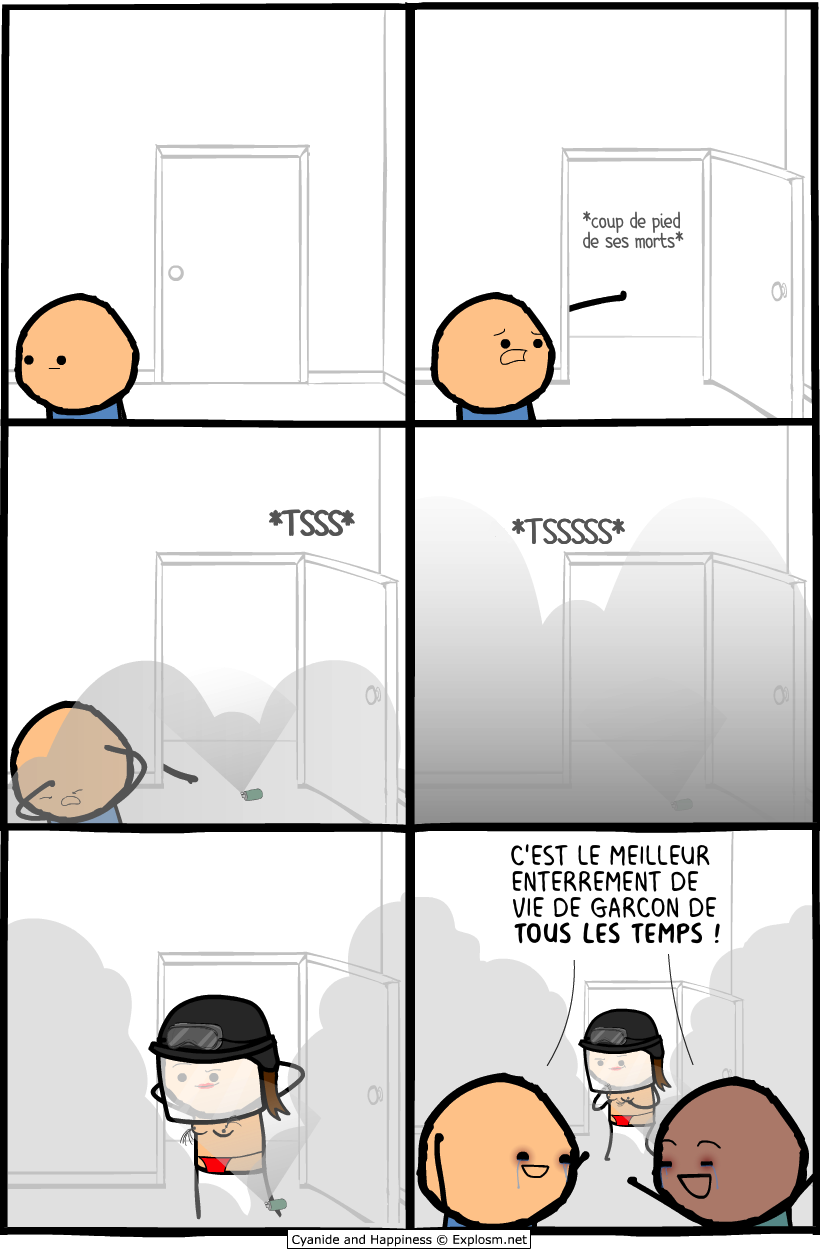 *coup de pied
de ses morts*
*TSSS*
*TSSSSS*
C'EST LE MEILLEUR
ENTERREMENT DE
VIE DE GARCON DE
TOUS LES TEMPS !
Cyanide and Happiness © Explosm.net